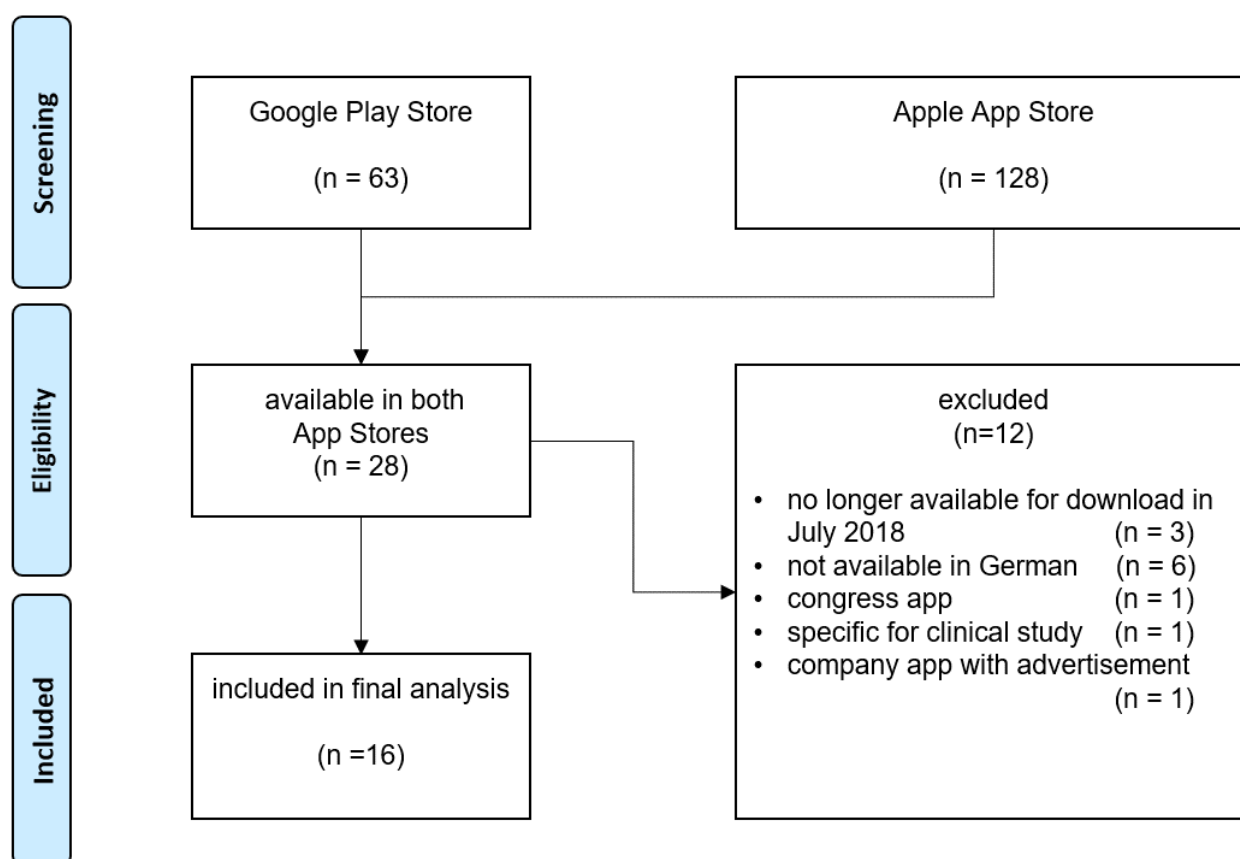 Screening
Google Play Store
(n = 63)
Apple App Store
(n = 128)
Eligibility
available in both
App Stores
(n = 28)
excluded
(n=12)
• no longer available for download in
July 2018 (n = 3)
• not available in German (n = 6)
• congress app (n = 1)
• specific for clinical study (n = 1)
• company app with advertisement
(n = 1)
Included
included in final analysis
(n =16)